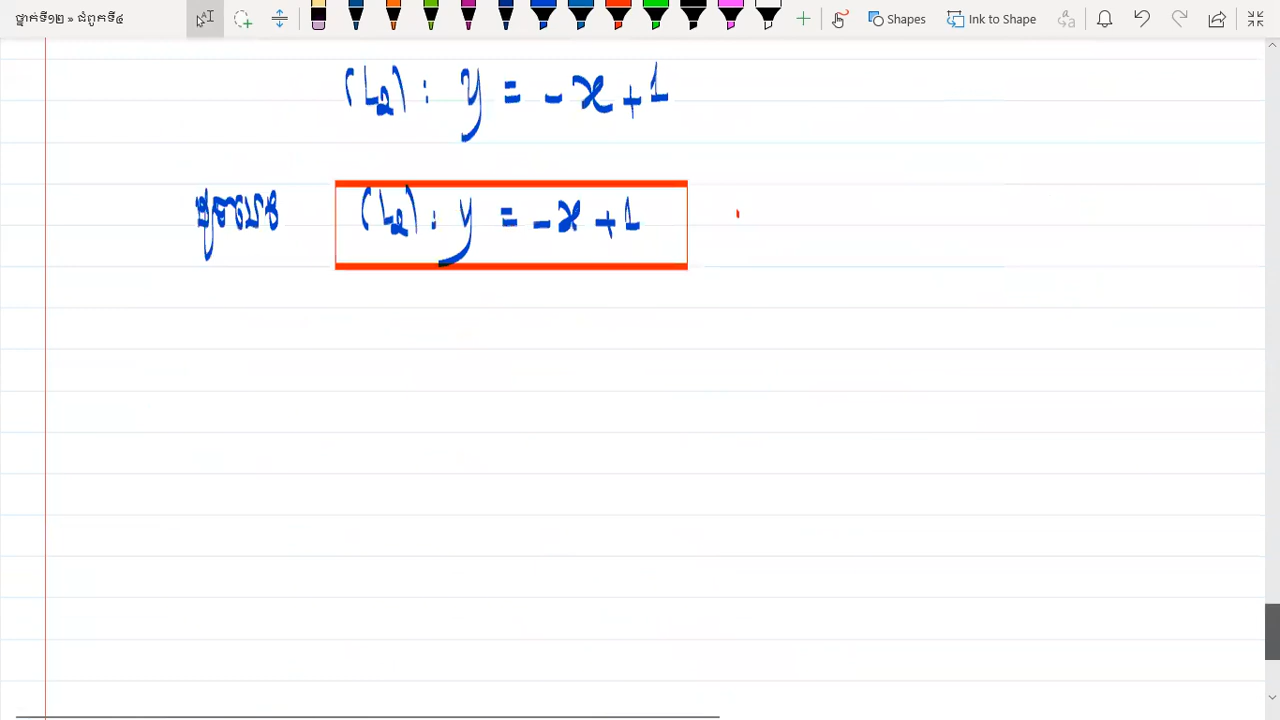 ថ្នាក់ទី១២ » ជំពូកទី៤
Shapes
Ink to Shape
(L2) : y = -x +1
ដូចនេះ (L2) : y = -x +1 .